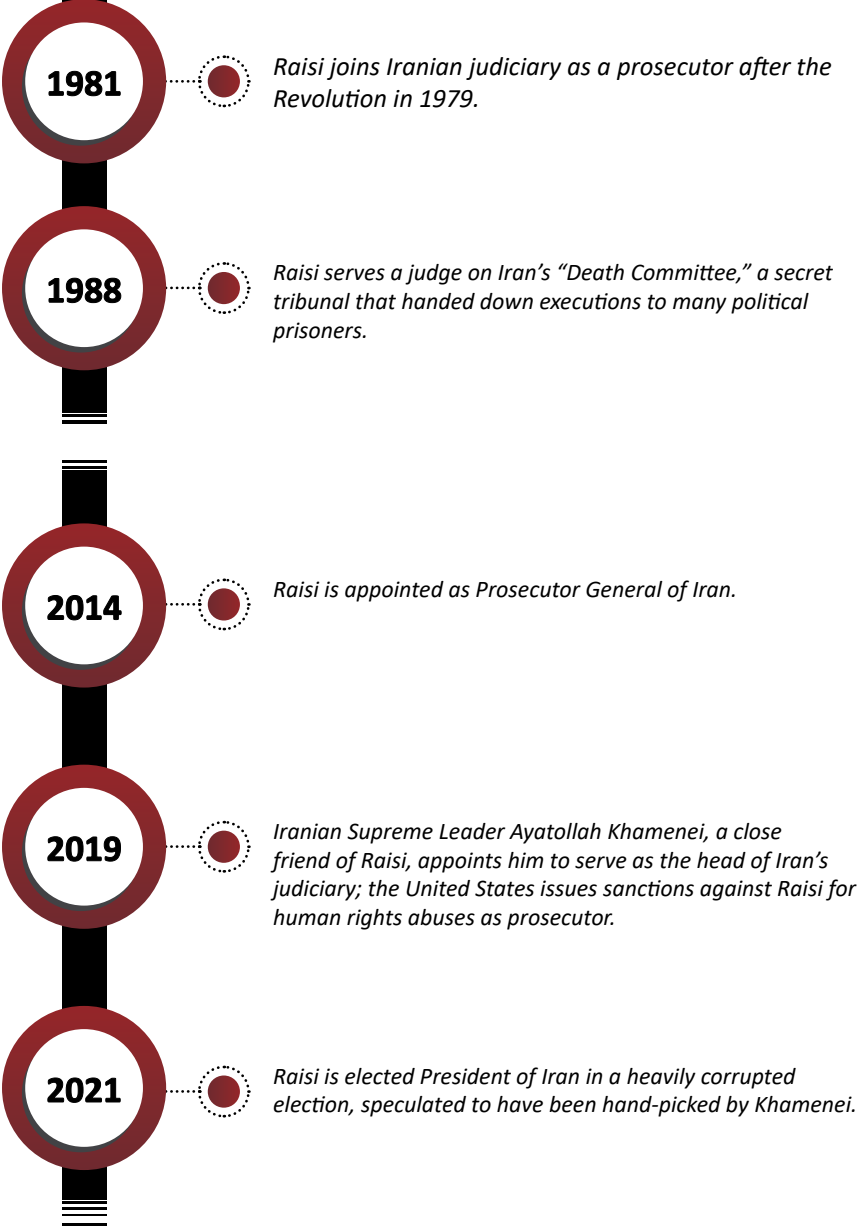 1981
Raisi joins Iranian judiciary as a prosecutor after the
Revolution in 1979.
1988
Raisi serves a judge on Iran’s “Death Committee,” a secret
tribunal that handed down executions to many political
prisoners.
2014
Raisi is appointed as Prosecutor General of Iran.
2019
Iranian Supreme Leader Ayatollah Khamenei, a close
friend of Raisi, appoints him to serve as the head of Iran’s
judiciary; the United States issues sanctions against Raisi for
human rights abuses as prosecutor.
2021
Raisi is elected President of Iran in a heavily corrupted
election, speculated to have been hand-picked by Khamenei.